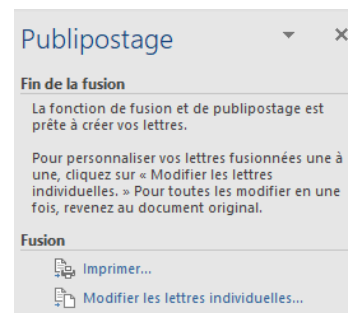 Publipostage
Fin de la fusion
La fonction de fusion et de publipostage est
prête à créer vos lettres.
Pour personnaliser vos lettres fusionnées une à
une, cliquez sur « Modifier les lettres
individuelles. » Pour toutes les modifier en une
fois, revenez au document original.
Fusion
Imprimer...
Modifier les lettres individuelles...